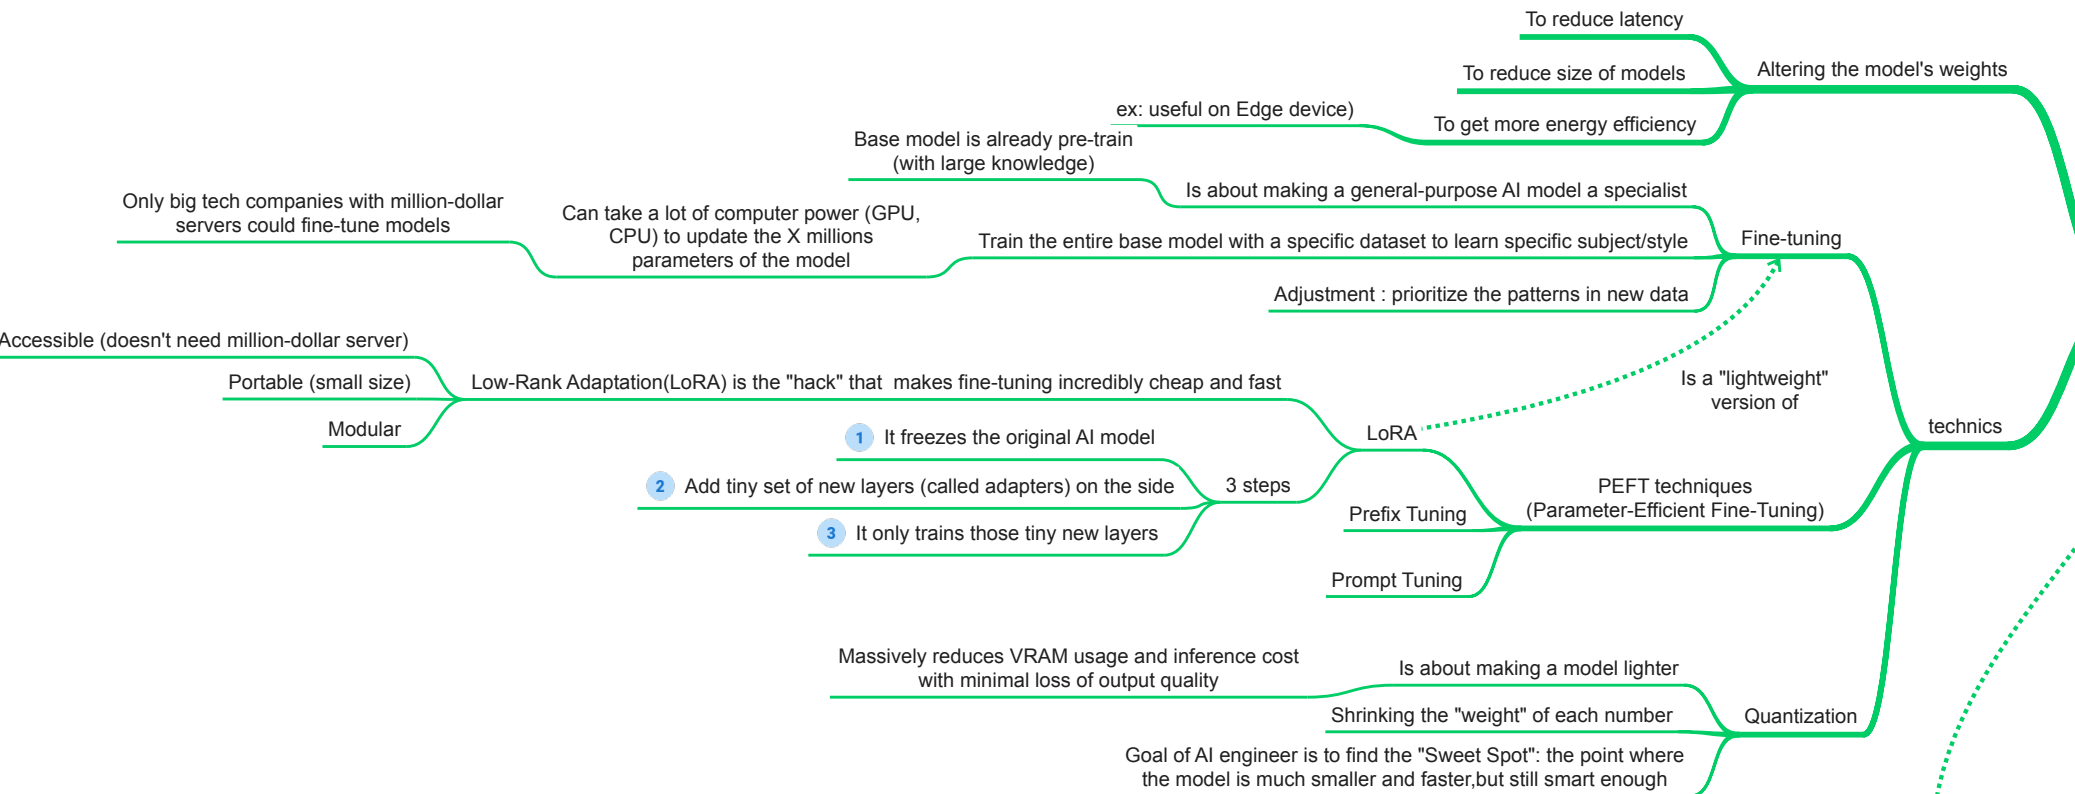 To reduce latency
To reduce size of models
Altering the model's weights
ex: useful on Edge device)
To get more energy efficiency
Base model is already pre-train
(with large knowledge)
Is about making a general-purpose AI model a specialist
Only big tech companies with million-dollar
servers could fine-tune models
Can take a lot of computer power (GPU,
CPU) to update the X millions
parameters of the model
Train the entire base model with a specific dataset to learn specific subject/style
Fine-tuning
Adjustment : prioritize the patterns in new data
Accessible (doesn't need million-dollar server)
Portable (small size)
Modular
Low-Rank Adaptation(LoRA) is the "hack" that  makes fine-tuning incredibly cheap and fast
Is a "lightweight"
version of
LoRA
technics
1 It freezes the original AI model
2 Add tiny set of new layers (called adapters) on the side
3 It only trains those tiny new layers
3 steps
PEFT techniques
(Parameter-Efficient Fine-Tuning)
Prefix Tuning
Prompt Tuning
Massively reduces VRAM usage and inference cost
with minimal loss of output quality
Is about making a model lighter
Shrinking the "weight" of each number
Quantization
Goal of AI engineer is to find the "Sweet Spot": the point where
the model is much smaller and faster,but still smart enough